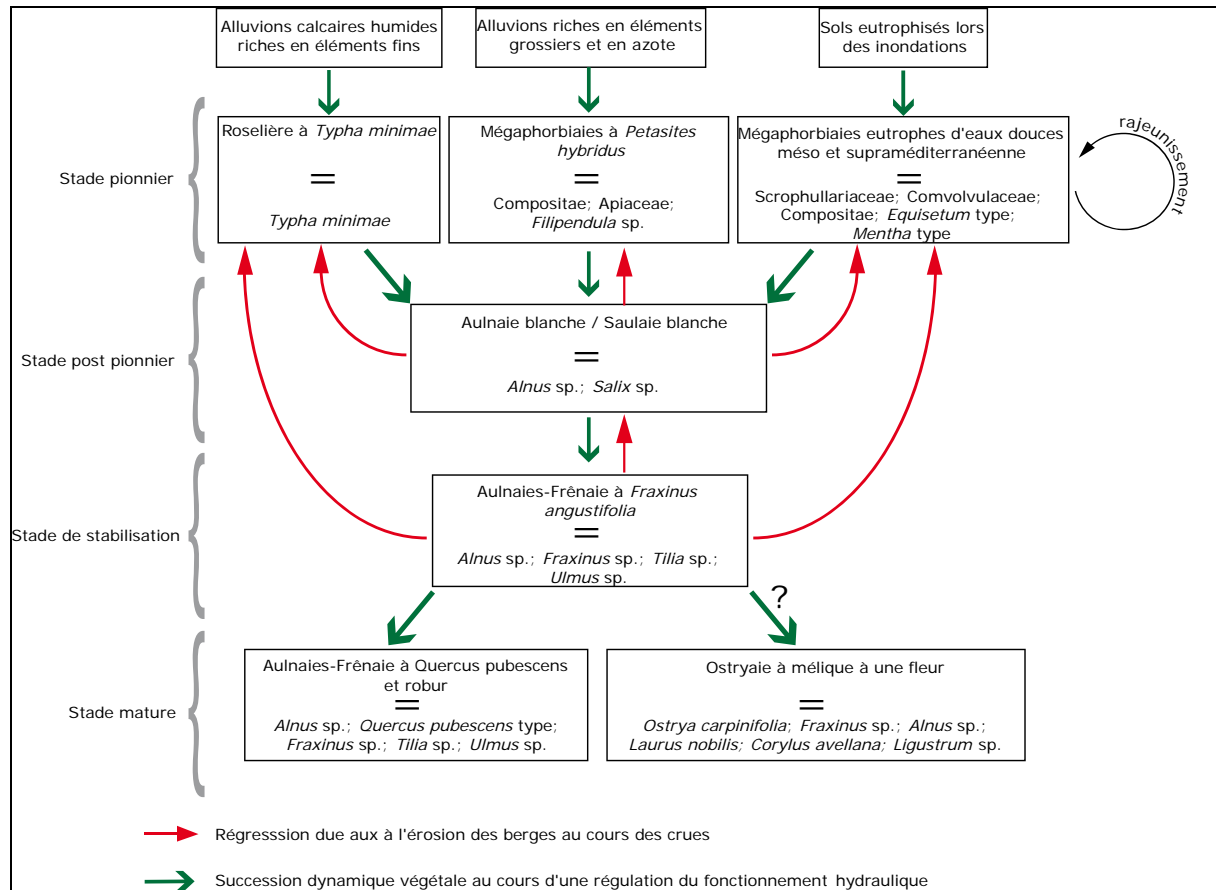 Alluvions calcaires humides
riches en éléments fins
Alluvions riches en éléments
grossiers et en azote
Sols eutrophisés lors
des inondations
Stade pionnier
Roselière à Typha minimae
=
Typha minimae
Mégaphorbiaies à Petasites
hybridus
=
Compositae; Apiaceae;
Filipendula sp.
Mégaphorbiaies eutrophes d'eaux douces
méso et supraméditerranéenne
=
Scrophullariaceae; Comvolvulaceae;
Compositae; Equisetum type;
Mentha type
rajeunissement
Stade post pionnier
Aulnaie blanche / Saulaie blanche
=
Alnus sp.; Salix sp.
Stade de stabilisation
Aulnaies-Frênaie à Fraxinus
angustifolia
=
Alnus sp.; Fraxinus sp.; Tilia sp.;
Ulmus sp.
?
Stade mature
Aulnaies-Frênaie à Quercus pubescens
et robur
=
Alnus sp.; Quercus pubescens type;
Fraxinus sp.; Tilia sp.; Ulmus sp.
Ostryaie à mélique à une fleur
=
Ostrya carpinifolia; Fraxinus sp.; Alnus sp.;
Laurus nobilis; Corylus avellana; Ligustrum sp.
Régresssion due aux à l'érosion des berges au cours des crues
Succession dynamique végétale au cours d'une régulation du fonctionnement hydraulique